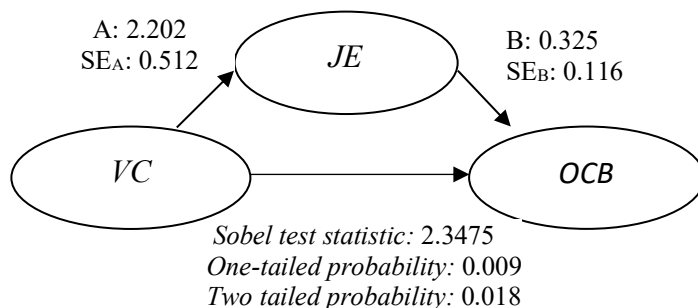 A: 2.202
SEA: 0.512
JE
B: 0.325
SEB: 0.116
VC
OCB
Sobel test statistic: 2.3475
One-tailed probability: 0.009
Two tailed probability: 0.018